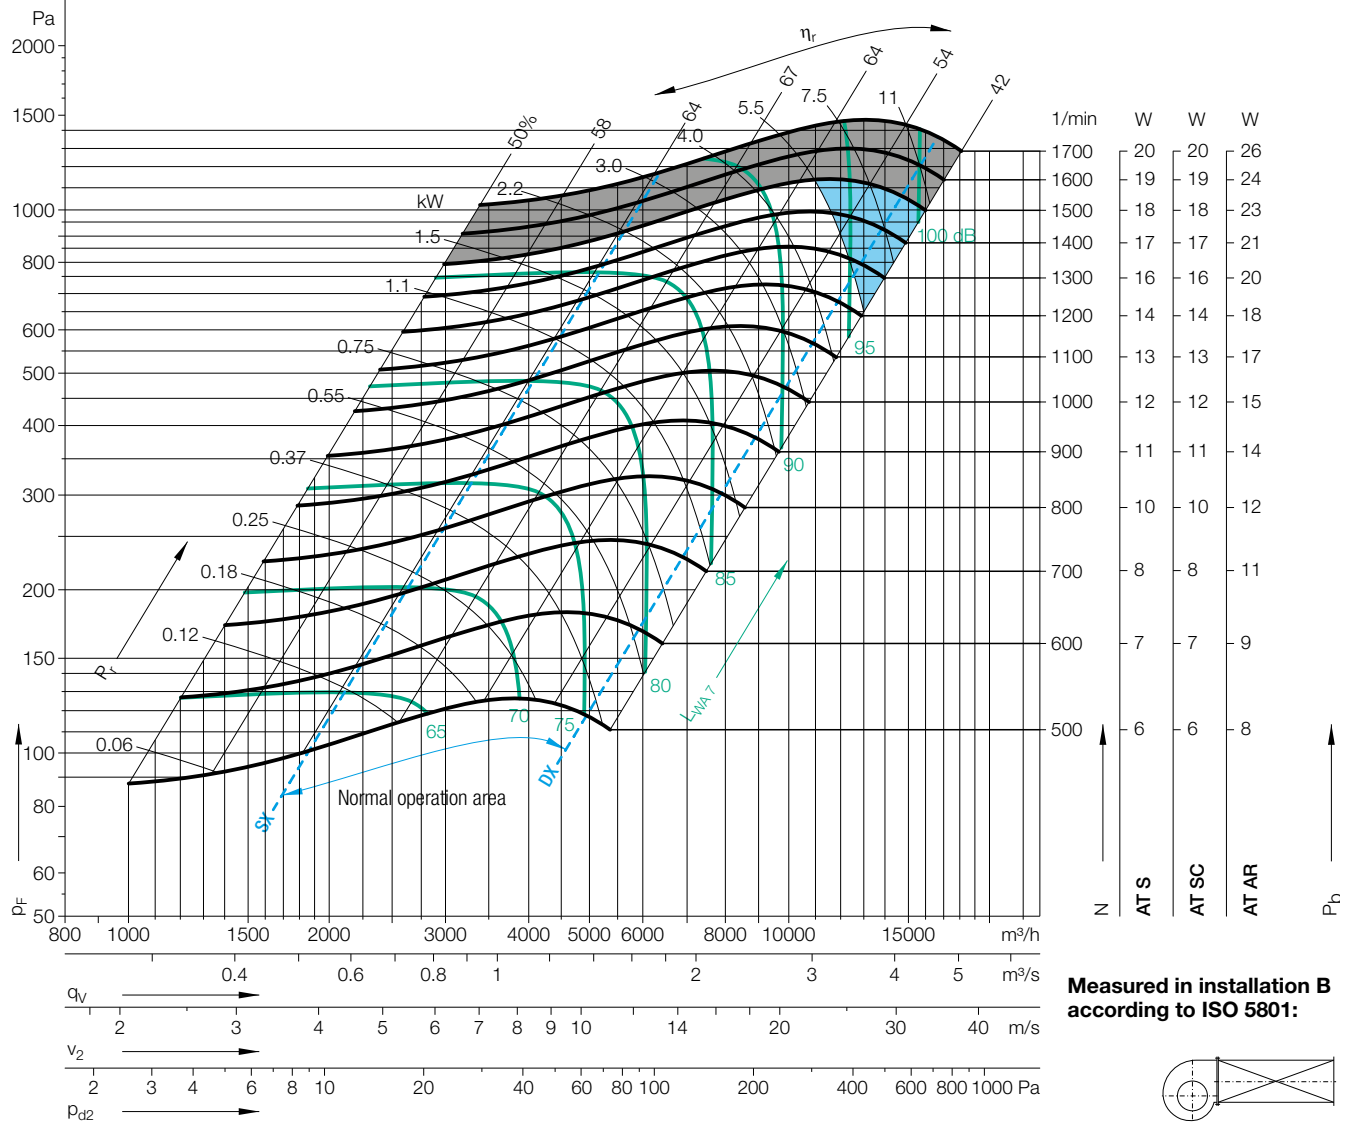 Pa
2000
1500
1000
800
600
500
400
300
200
150
100
80
60
50
pF
ηr
50%
58
64
67
64
54
42
kW
11
7.5
5.5
4.0
3.0
2.2
1.5
1.1
0.75
0.55
0.37
0.25
0.18
0.12
0.06
Pr
100 dB
95
90
85
80
75
70
65
LWA 7
SX
DX
Normal operation area
1/min W W W
1700 20 20 26
1600 19 19 24
1500 18 18 23
1400 17 17 21
1300 16 16 20
1200 14 14 18
1100 13 13 17
1000 12 12 15
900 11 11 14
800 10 10 12
700 8 8 11
600 7 7 9
500 6 6 8
N AT S AT SC AT AR Pb
800 1000 1500 2000 3000 4000 5000 6000 8000 10000 15000 m³/h
0.4 0.6 0.8 1 2 3 4 5 m³/s
qV
2 3 4 5 6 7 8 9 10 14 20 30 40 m/s
v2
2 3 4 6 8 10 20 40 60 80 100 200 400 600 800 1000 Pa
pd2
Measured in installation B
according to ISO 5801: